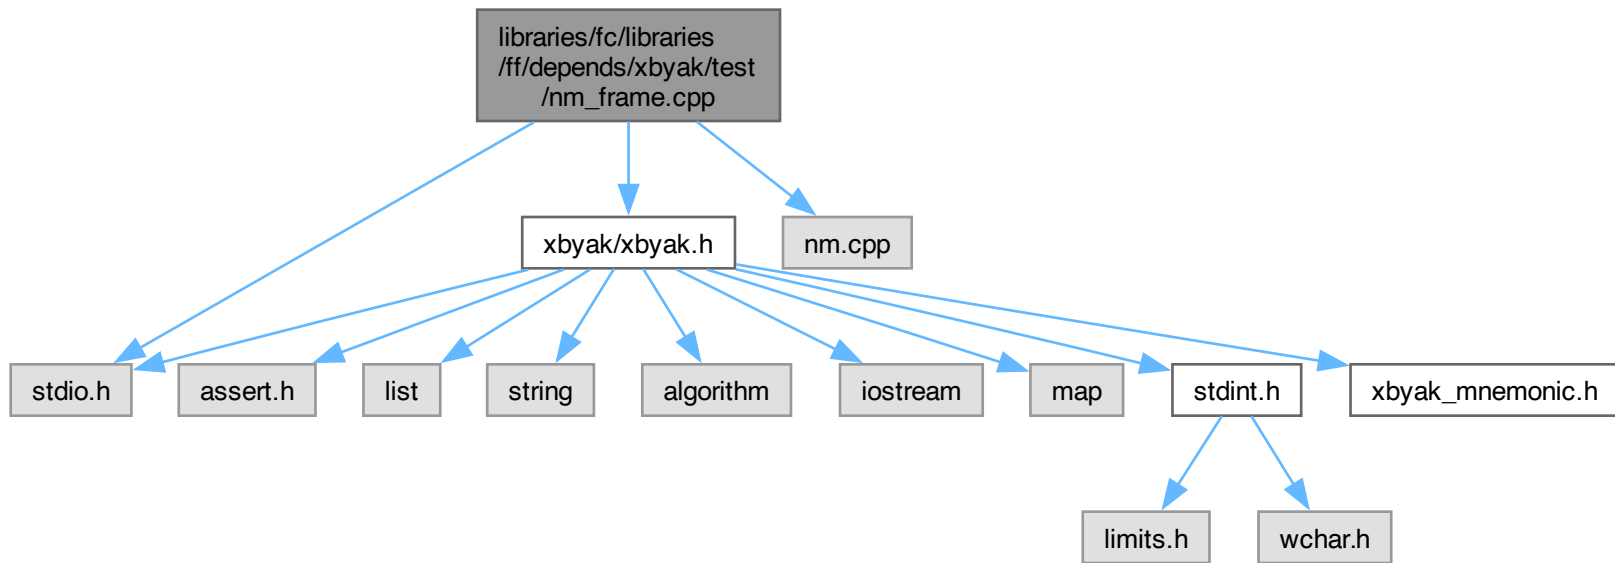 libraries/fc/libraries
/ff/depends/xbyak/test
/nm_frame.cpp
xbyak/xbyak.h
nm.cpp
stdio.h
assert.h
list
string
algorithm
iostream
map
stdint.h
xbyak_mnemonic.h
limits.h
wchar.h